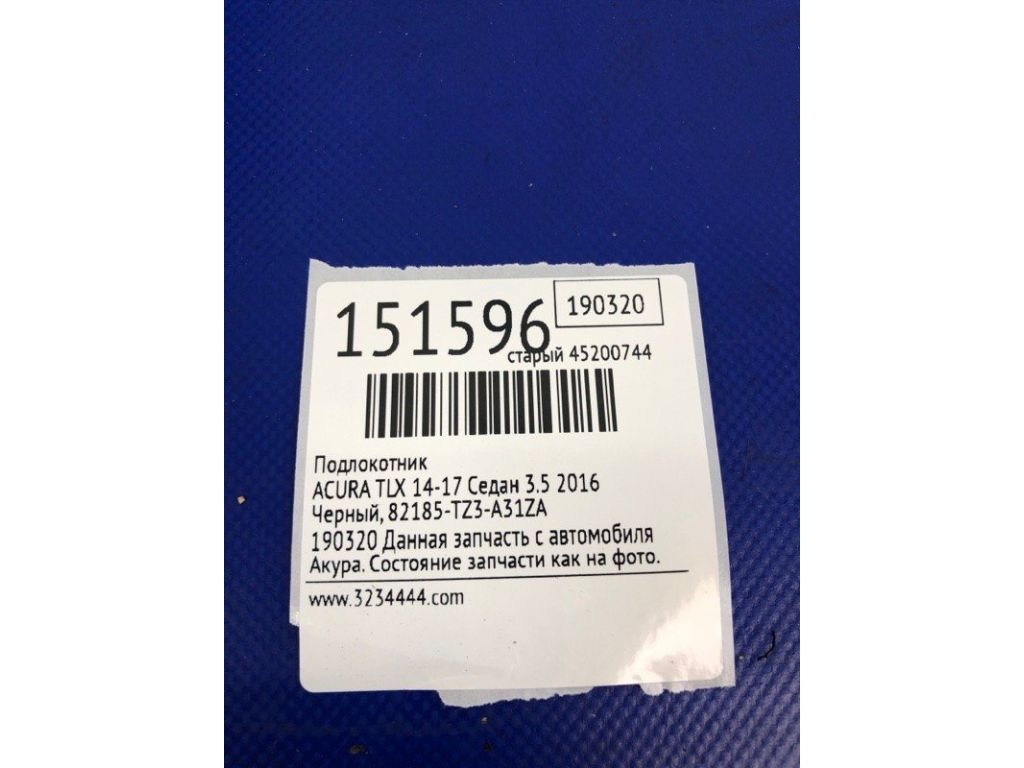 151596
190320
старый 45200744
Подлокотник
ACURA TLX 14-17 Седан 3.5 2016
Черный, 82185-TZ3-A31ZA
190320 Данная запчасть с автомобиля
Акура. Состояние запчасти как на фото.
www.3234444.com